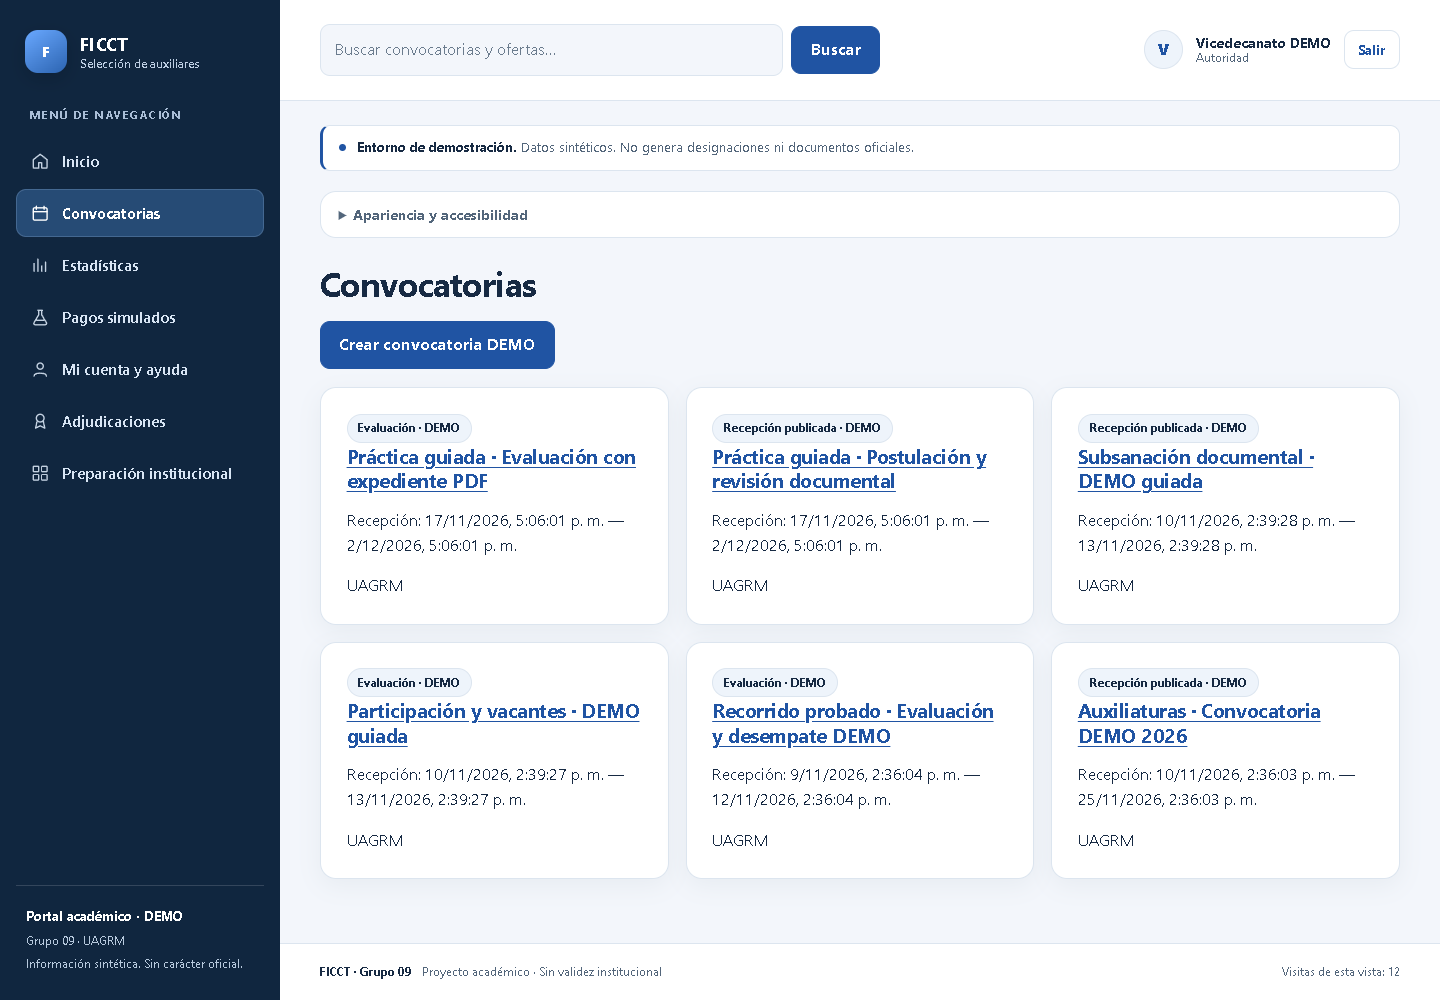 F
FICCT
Selección de auxiliares
MENÚ DE NAVEGACIÓN
Inicio
Convocatorias
Estadísticas
Pagos simulados
Mi cuenta y ayuda
Adjudicaciones
Preparación institucional
Portal académico · DEMO
Grupo 09 · UAGRM
Información sintética. Sin carácter oficial.
Buscar convocatorias y ofertas...
Buscar
V
Vicedecanato DEMO
Autoridad
Salir
Entorno de demostración. Datos sintéticos. No genera designaciones ni documentos oficiales.
Apariencia y accesibilidad
Convocatorias
Crear convocatoria DEMO
Evaluación · DEMO
Práctica guiada · Evaluación con
expediente PDF
Recepción: 17/11/2026, 5:06:01 p. m. —
2/12/2026, 5:06:01 p. m.
UAGRM
Recepción publicada · DEMO
Práctica guiada · Postulación y
revisión documental
Recepción: 17/11/2026, 5:06:01 p. m. —
2/12/2026, 5:06:01 p. m.
UAGRM
Recepción publicada · DEMO
Subsanación documental ·
DEMO guiada
Recepción: 10/11/2026, 2:39:28 p. m. —
13/11/2026, 2:39:28 p. m.
UAGRM
Evaluación · DEMO
Participación y vacantes · DEMO
guiada
Recepción: 10/11/2026, 2:39:27 p. m. —
13/11/2026, 2:39:27 p. m.
UAGRM
Evaluación · DEMO
Recorrido probado · Evaluación
y desempate DEMO
Recepción: 9/11/2026, 2:36:04 p. m. —
12/11/2026, 2:36:04 p. m.
UAGRM
Recepción publicada · DEMO
Auxiliaturas · Convocatoria
DEMO 2026
Recepción: 10/11/2026, 2:36:03 p. m. —
25/11/2026, 2:36:03 p. m.
UAGRM
FICCT · Grupo 09 Proyecto académico · Sin validez institucional
Visitas de esta vista: 12